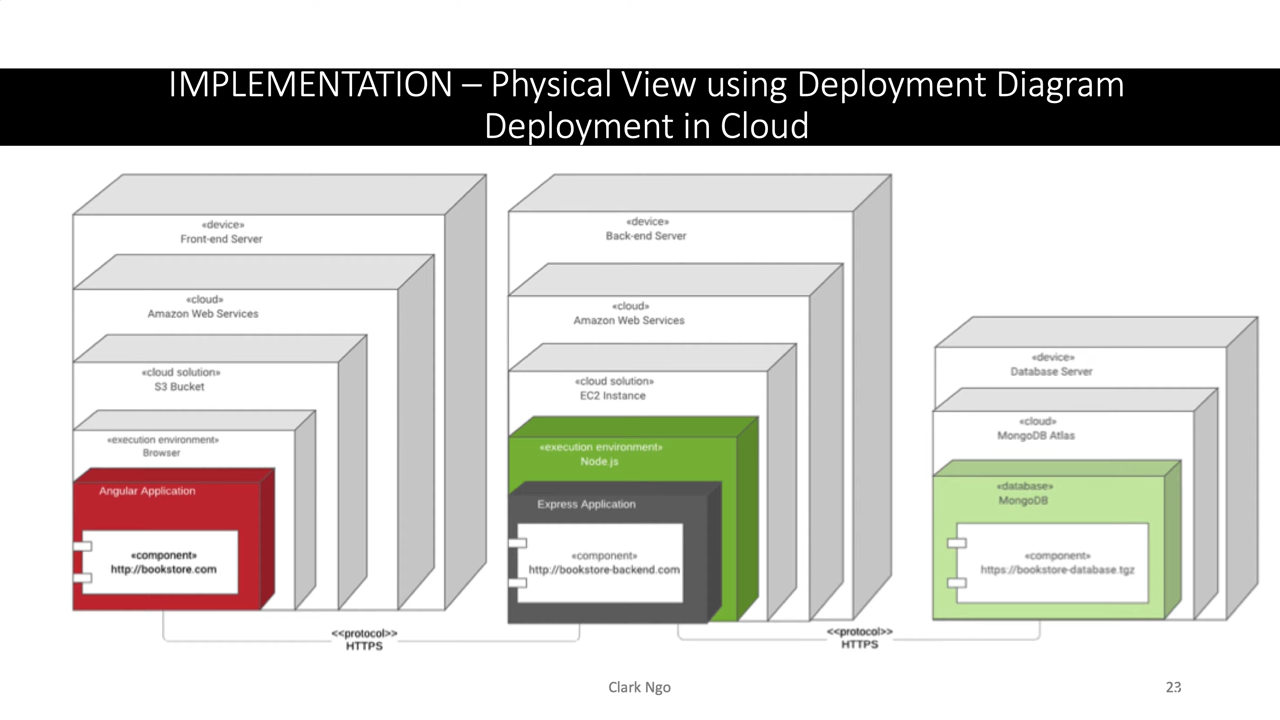 IMPLEMENTATION – Physical View using Deployment Diagram
Deployment in Cloud
«device»
Front-end Server
«cloud»
Amazon Web Services
«cloud solution»
S3 Bucket
«execution environment»
Browser
Angular Application
«component»
http://bookstore.com
«device»
Back-end Server
«cloud»
Amazon Web Services
«cloud solution»
EC2 Instance
«execution environment»
Node.js
Express Application
«component»
http://bookstore-backend.com
«device»
Database Server
«cloud»
MongoDB Atlas
«database»
MongoDB
«component»
https://bookstore-database.tgz
<<protocol>>
HTTPS
<<protocol>>
HTTPS
Clark Ngo
23